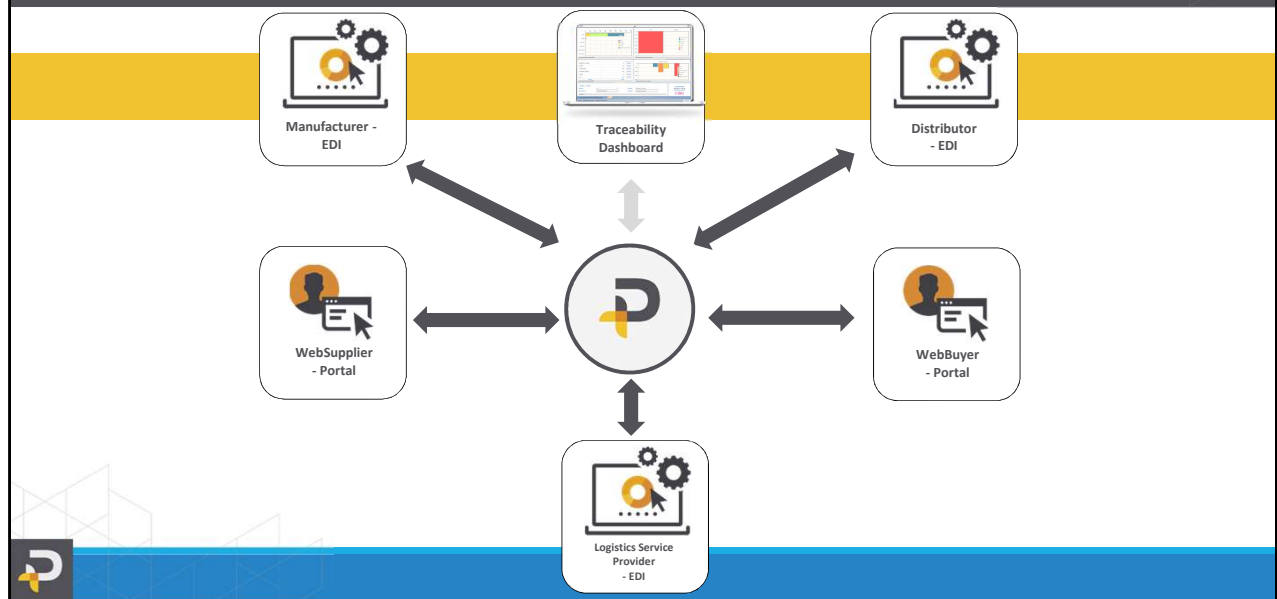 Manufacturer -
EDI
Traceability
Dashboard
Distributor
- EDI
WebSupplier
- Portal
WebBuyer
- Portal
Logistics Service
Provider
- EDI